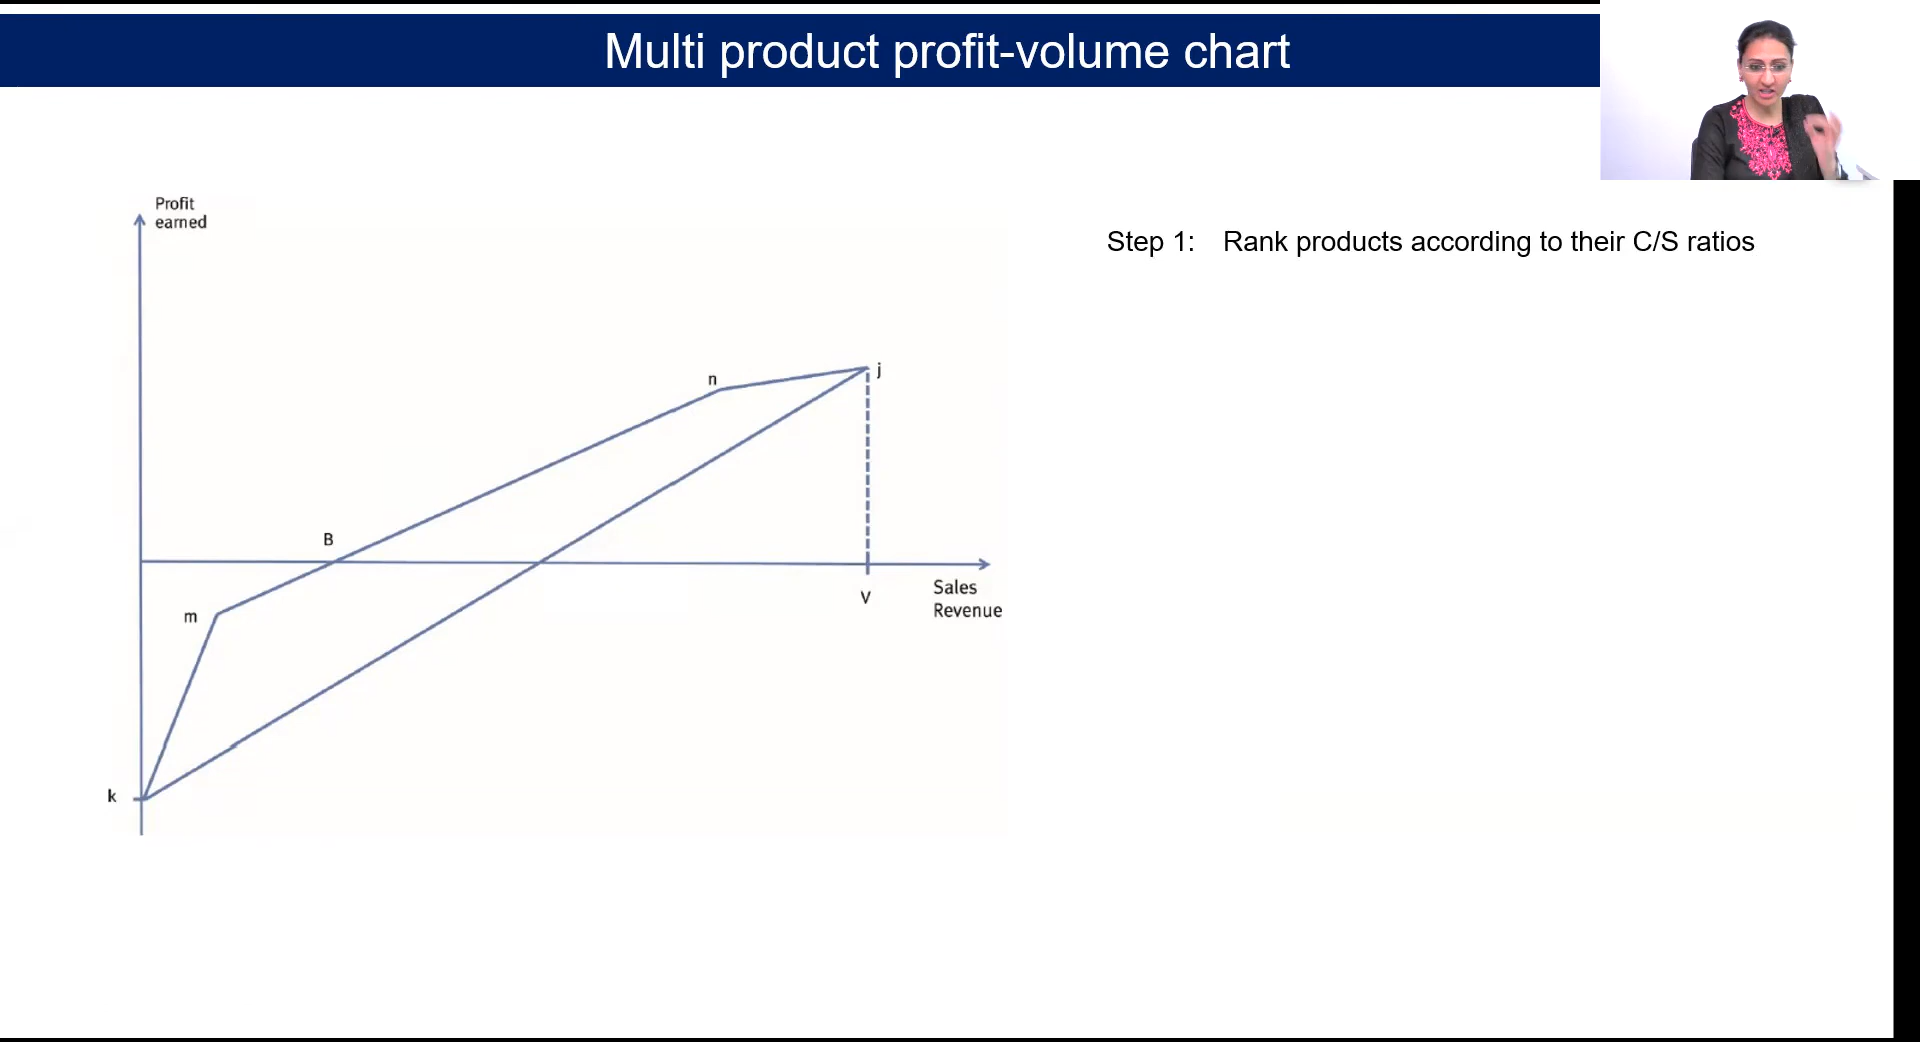 Multi product profit-volume chart
Profit
earned
Step 1: Rank products according to their C/S ratios
n
j
B
m
V
Sales
Revenue
k